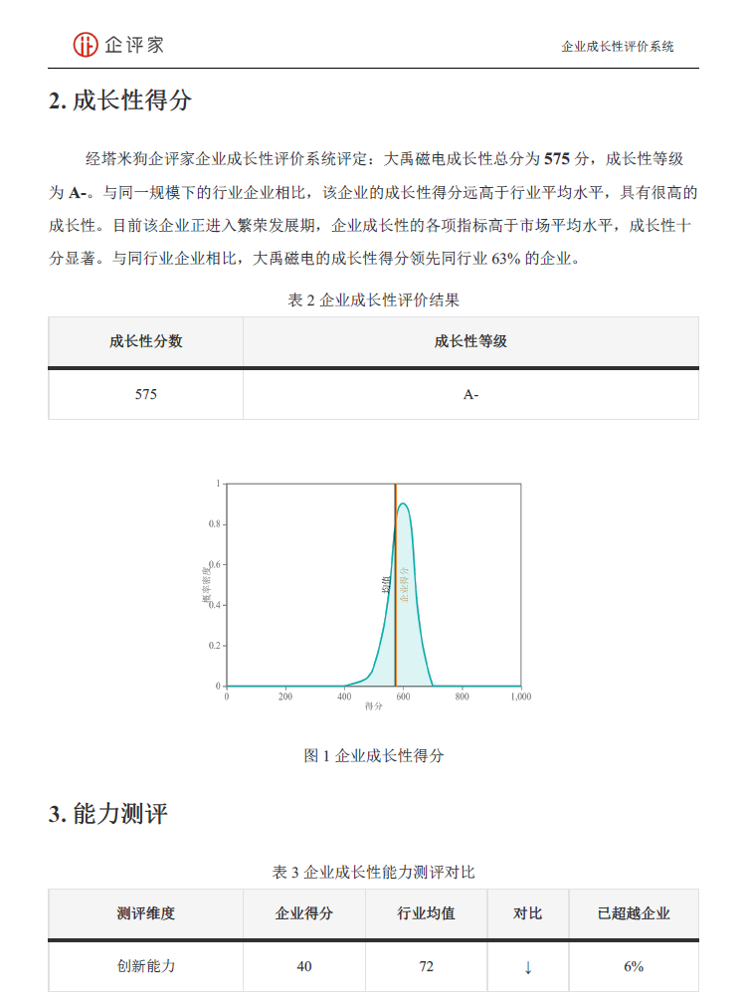 企评家
企业成长性评价系统
2. 成长性得分
经塔米狗企评家企业成长性评价系统评定：大禹磁电成长性总分为 575 分，成长性等级
为 A-。与同一规模下的行业企业相比，该企业的成长性得分远高于行业平均水平，具有很高的
成长性。目前该企业正进入繁荣发展期，企业成长性的各项指标高于市场平均水平，成长性十
分显著。与同行业企业相比，大禹磁电的成长性得分领先同行业 63% 的企业。
表 2 企业成长性评价结果
成长性分数 成长性等级
575 A-
1
0.8
0.6
0.4
0.2
0
概率密度
均值
企业得分
0 200 400 600 800 1,000
得分
图 1 企业成长性得分
3. 能力测评
表 3 企业成长性能力测评对比
测评维度 企业得分 行业均值 对比 已超越企业
创新能力 40 72 ↓ 6%